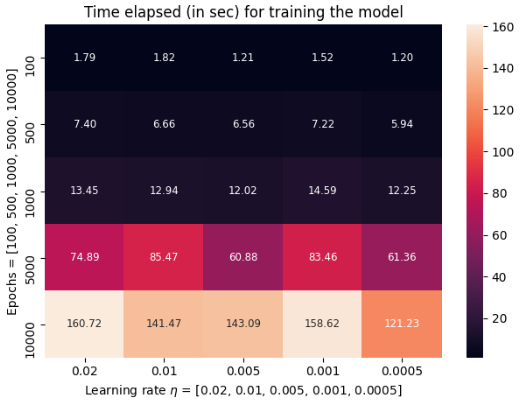 Time elapsed (in sec) for training the model
Epochs = [100, 500, 1000, 5000, 10000]
100 1.79 1.82 1.21 1.52 1.20
500 7.40 6.66 6.56 7.22 5.94
1000 13.45 12.94 12.02 14.59 12.25
5000 74.89 85.47 60.88 83.46 61.36
10000 160.72 141.47 143.09 158.62 121.23
0.02 0.01 0.005 0.001 0.0005
Learning rate η = [0.02, 0.01, 0.005, 0.001, 0.0005]
160
140
120
100
80
60
40
20